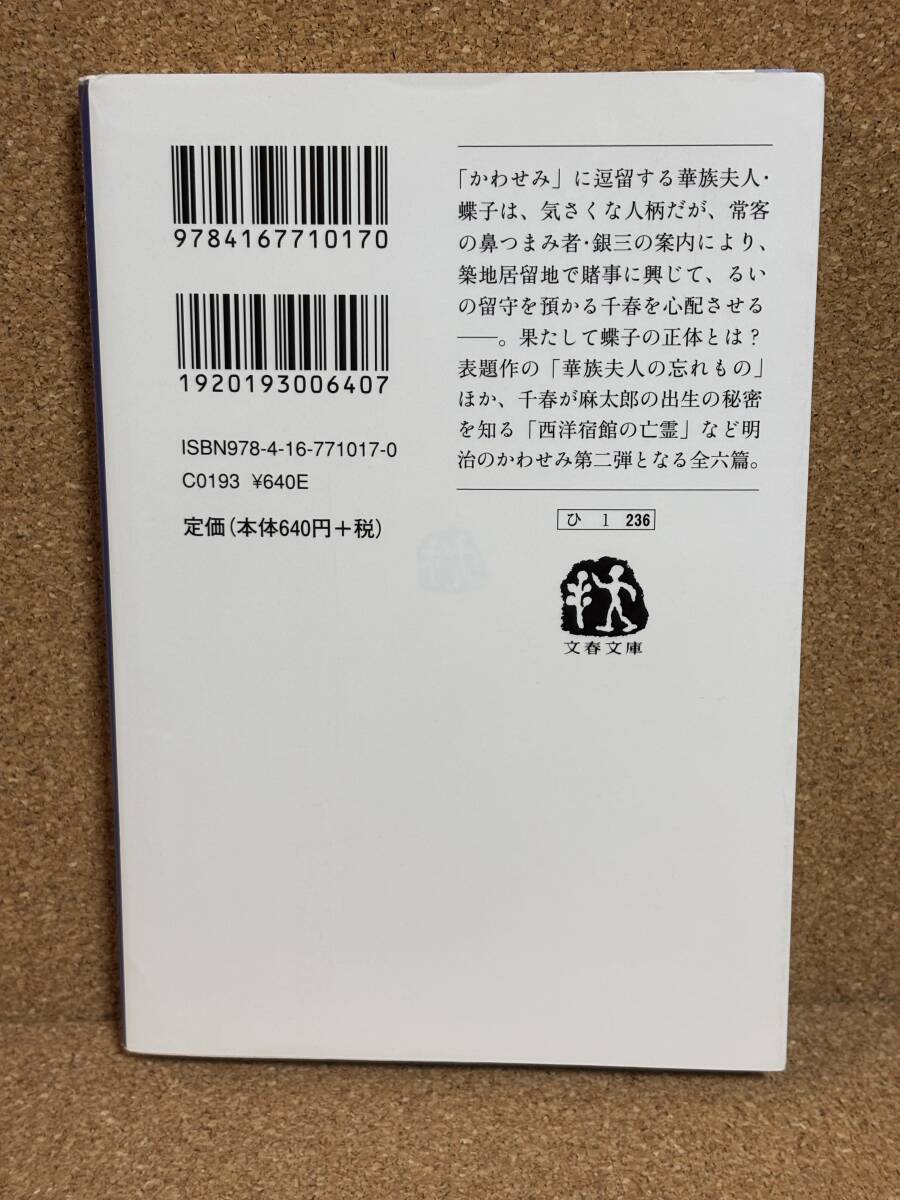 9784167710170
1920193006407
ISBN978-4-16-771017-0
C0193 ¥640E
定価(本体640円+税)
「かわせみ」に逗留する華族夫人・
蝶子は、気さくな人柄だが、常客
の鼻つまみ者・銀三の案内により、
築地居留地で賭事に興じて、るい
の留守を預かる千春を心配させる
――。果たして蝶子の正体とは?
表題作の「華族夫人の忘れもの」
ほか、千春が麻太郎の出生の秘密
を知る「西洋宿館の亡霊」など明
治のかわせみ第二弾となる全六篇。
ひ 1 236
文春文庫